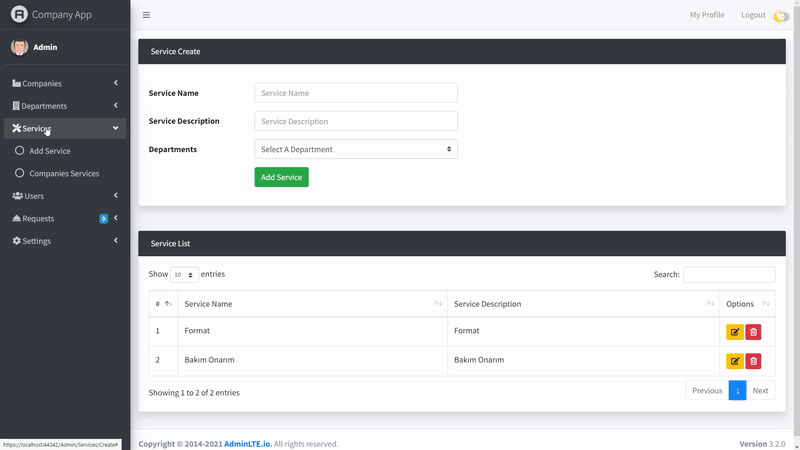 Company App
My Profile
Logout
Admin
Companies
Departments
Services
Add Service
Companies Services
Users
Requests
Settings
Service Create
Service Name
Service Name
Service Description
Service Description
Departments
Select A Department
Add Service
Service List
Show 10 entries
Search:
# Service Name Service Description Options
1 Format Format
2 Bakım Onarım Bakım Onarım
Showing 1 to 2 of 2 entries
Previous 1 Next
https://localhost:44342/Admin/Services/Create#
Copyright © 2014-2021 AdminLTE.io. All rights reserved.
Version 3.2.0